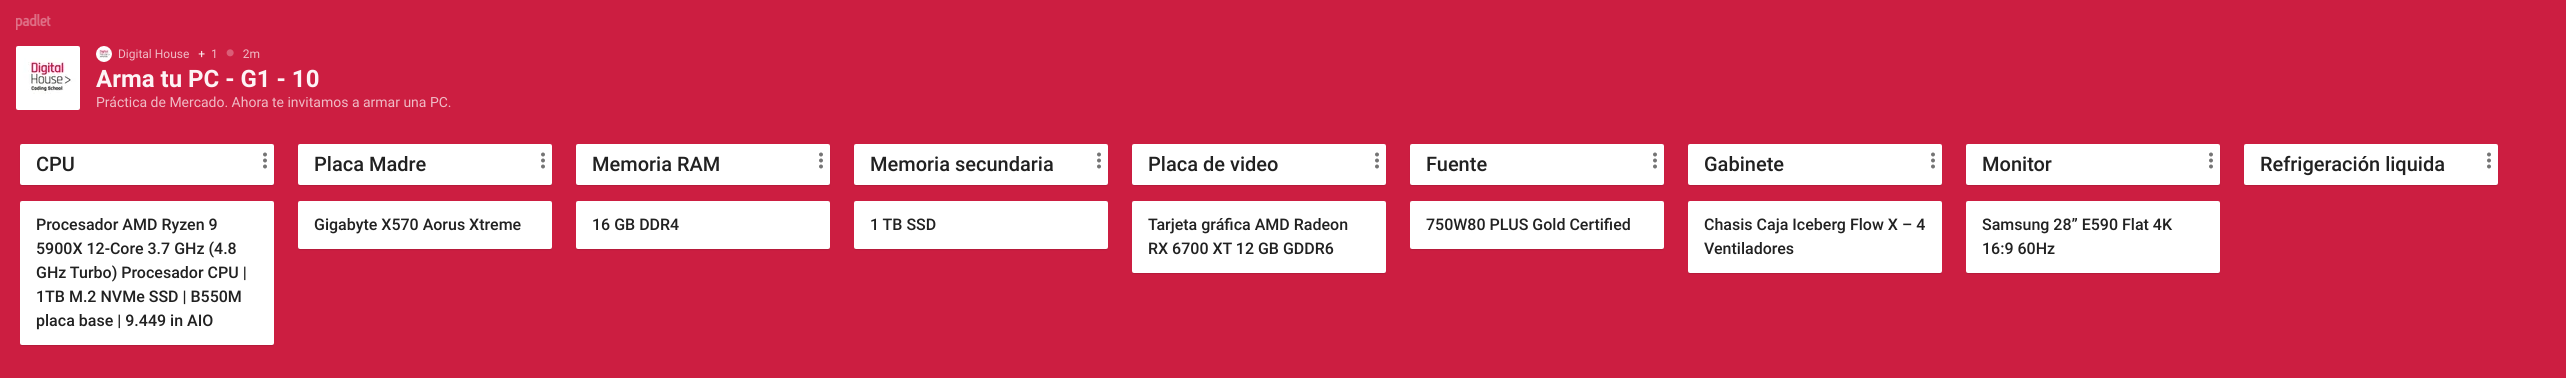 padlet
Digital
House>
Coding School
Digital House + 1 • 2m
Arma tu PC - G1 - 10
Práctica de Mercado. Ahora te invitamos a armar una PC.
CPU
Procesador AMD Ryzen 9
5900X 12-Core 3.7 GHz (4.8
GHz Turbo) Procesador CPU |
1TB M.2 NVMe SSD | B550M
placa base | 9.449 in AIO
Placa Madre
Gigabyte X570 Aorus Xtreme
Memoria RAM
16 GB DDR4
Memoria secundaria
1 TB SSD
Placa de video
Tarjeta gráfica AMD Radeon
RX 6700 XT 12 GB GDDR6
Fuente
750W80 PLUS Gold Certified
Gabinete
Chasis Caja Iceberg Flow X – 4
Ventiladores
Monitor
Samsung 28” E590 Flat 4K
16:9 60Hz
Refrigeración liquida